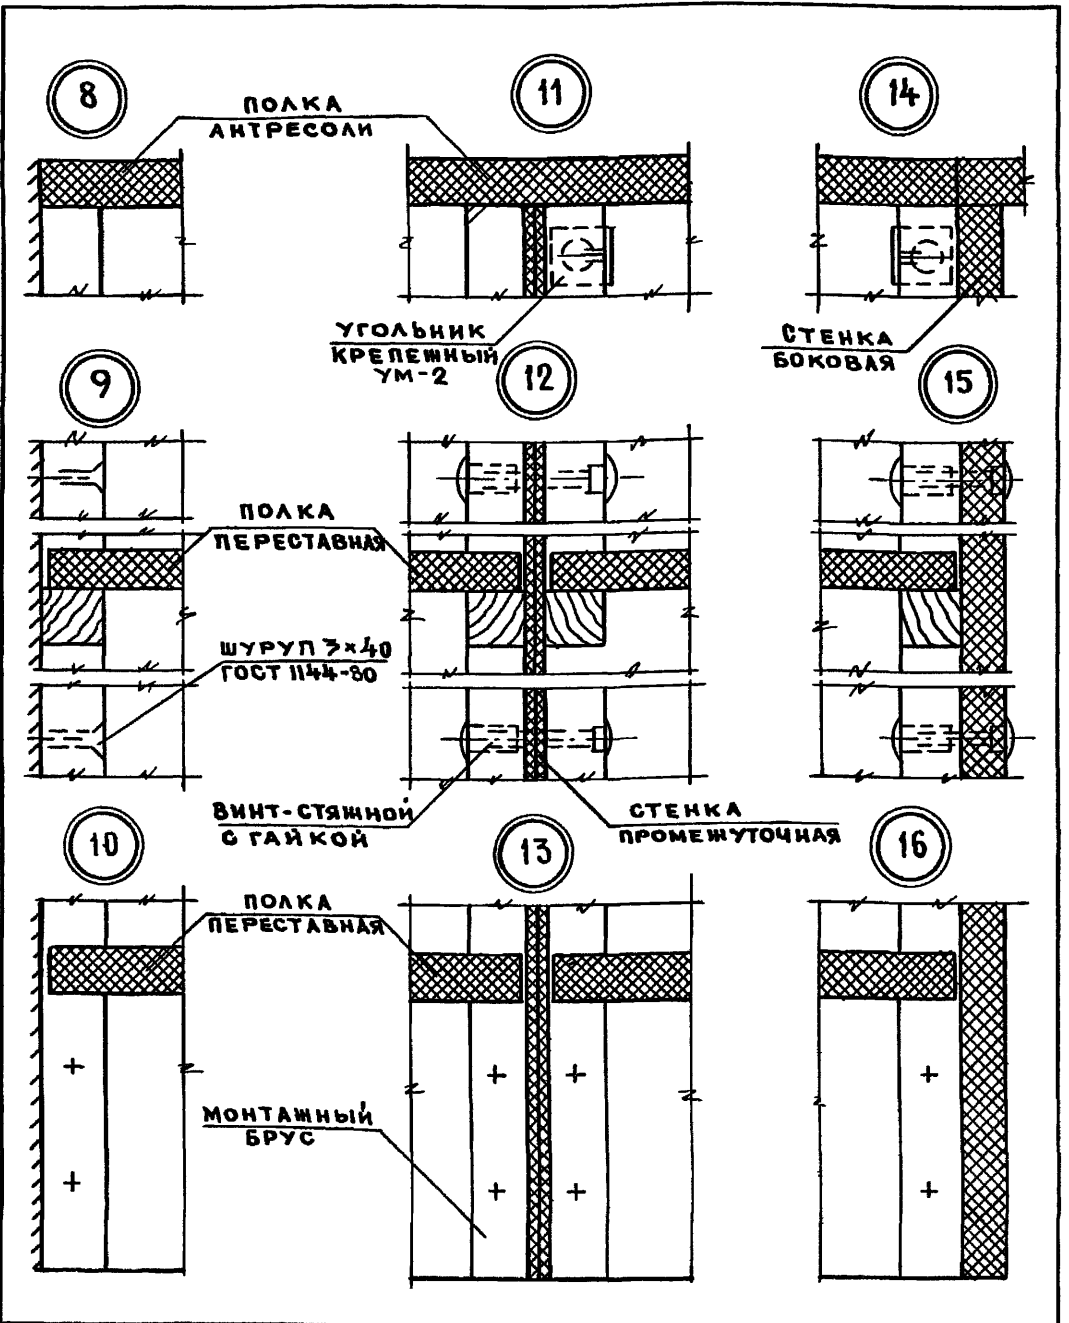 8
11
14
ПОЛКА
АНТРЕСОЛИ
УГОЛЬНИК
КРЕПЕЖНЫЙ
УМ-2
СТЕНКА
БОКОВАЯ
9
12
15
ПОЛКА
ПЕРЕСТАВНАЯ
ШУРУП 3×40
ГОСТ 1144-80
ВИНТ-СТЯЖНОЙ
С ГАЙКОЙ
СТЕНКА
ПРОМЕЖУТОЧНАЯ
10
13
16
ПОЛКА
ПЕРЕСТАВНАЯ
МОНТАЖНЫЙ
БРУС